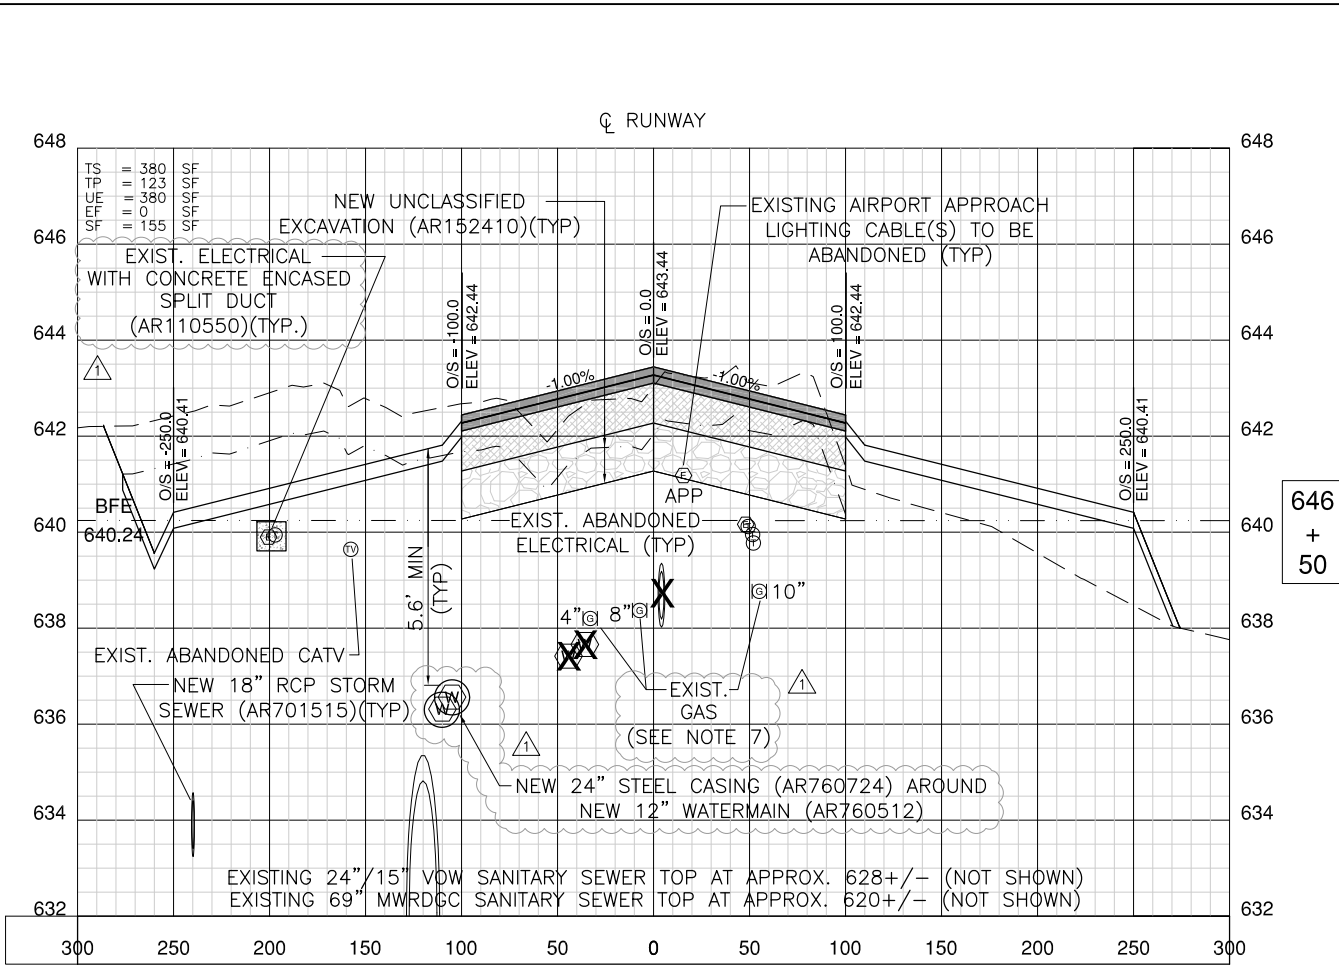 ℄ RUNWAY
648
648
TS = 380 SF
TP = 123 SF
UE = 380 SF
EF = 0 SF
SF = 155 SF
NEW UNCLASSIFIED
EXCAVATION (AR152410)(TYP)
EXISTING AIRPORT APPROACH
LIGHTING CABLE(S) TO BE
ABANDONED (TYP)
646
646
EXIST. ELECTRICAL
WITH CONCRETE ENCASED
SPLIT DUCT
(AR110550)(TYP.)
O/S = -100.0
ELEV = 642.44
O/S = 0.0
ELEV = 643.44
O/S = 100.0
ELEV = 642.44
644
644
1
-1.00%
-1.00%
O/S = -250.0
ELEV = 640.41
O/S = 250.0
ELEV = 640.41
642
642
E
APP
BFE
640.24
EXIST. ABANDONED
ELECTRICAL (TYP)
640
640
646
+
50
E
TV
E
T
5.6' MIN
(TYP)
4" G
8" G
G 10"
638
638
EXIST. ABANDONED CATV
NEW 18" RCP STORM
SEWER (AR701515)(TYP)
W
W
EXIST.
GAS
(SEE NOTE 7)
1
636
636
1
NEW 24" STEEL CASING (AR760724) AROUND
NEW 12" WATERMAIN (AR760512)
634
634
EXISTING 24"/15" VOW SANITARY SEWER TOP AT APPROX. 628+/- (NOT SHOWN)
EXISTING 69" MWRDGC SANITARY SEWER TOP AT APPROX. 620+/- (NOT SHOWN)
632
632
300 250 200 150 100 50 0 50 100 150 200 250 300